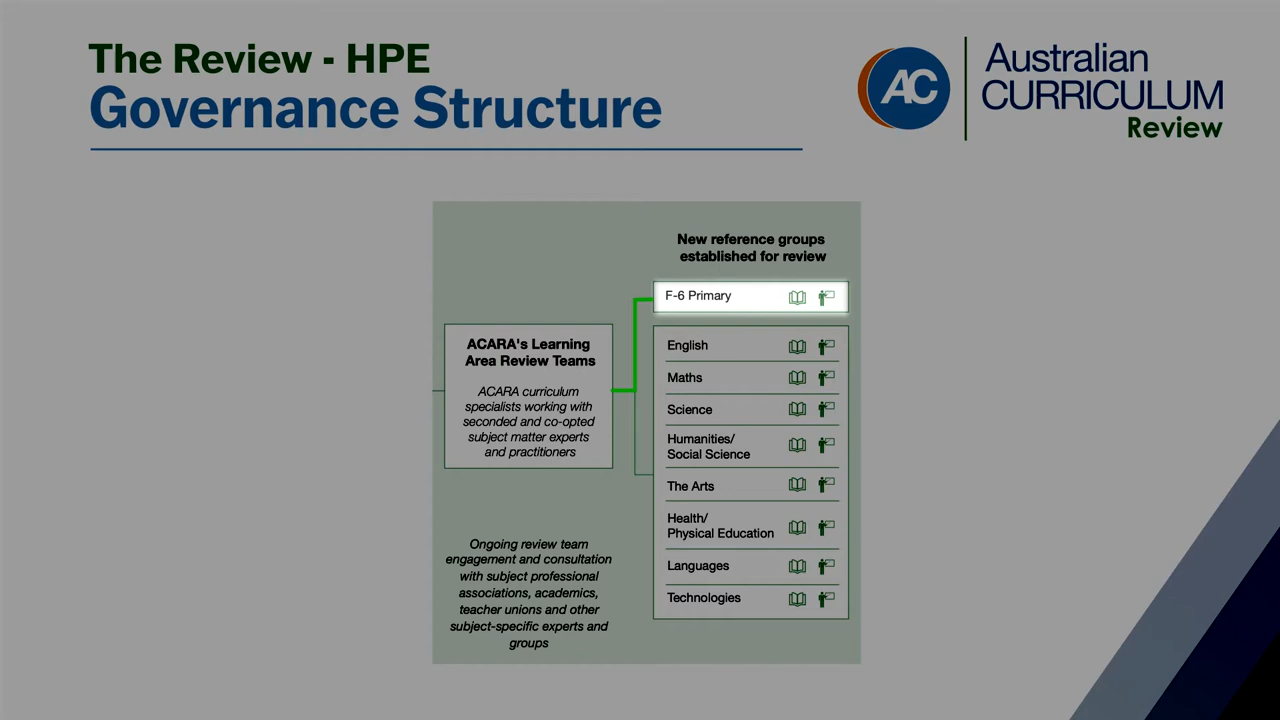 The Review - HPE
Governance Structure
AC
Australian
CURRICULUM
Review
New reference groups
established for review
F-6 Primary
ACARA's Learning
Area Review Teams
ACARA curriculum
specialists working with
seconded and co-opted
subject matter experts
and practitioners
English
Maths
Science
Humanities/
Social Science
The Arts
Health/
Physical Education
Languages
Technologies
Ongoing review team
engagement and consultation
with subject professional
associations, academics,
teacher unions and other
subject-specific experts and
groups